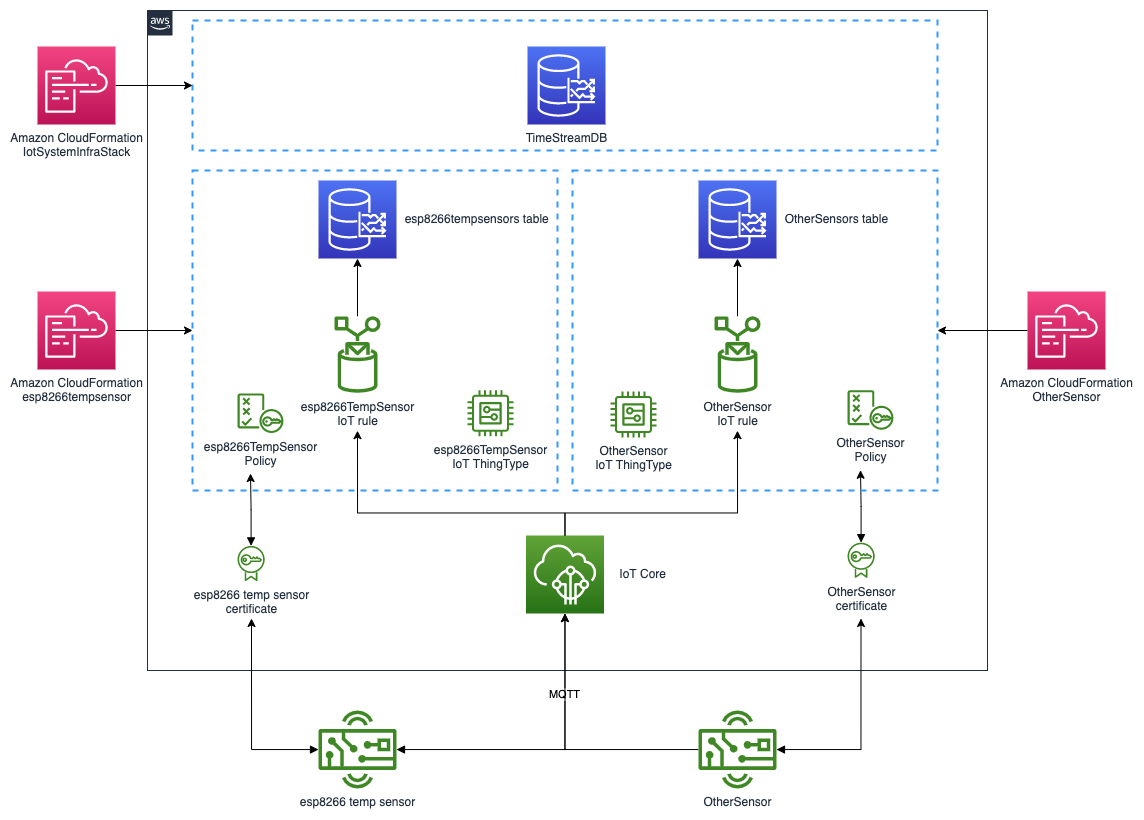 aws
TimeStreamDB
Amazon CloudFormation
IotSystemInfraStack
esp8266tempsensors table
OtherSensors table
Amazon CloudFormation
esp8266tempsensor
Amazon CloudFormation
OtherSensor
esp8266TempSensor
IoT rule
OtherSensor
IoT rule
esp8266TempSensor
Policy
esp8266TempSensor
IoT ThingType
OtherSensor
IoT ThingType
OtherSensor
Policy
IoT Core
esp8266 temp sensor
certificate
OtherSensor
certificate
MQTT
esp8266 temp sensor
OtherSensor